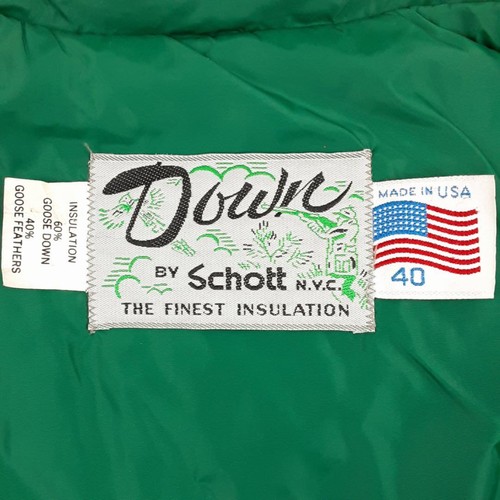 INSULATION
60%
GOOSE DOWN
40%
GOOSE FEATHERS
Down
BY Schott N.Y.C.
THE FINEST INSULATION
MADE IN USA
40